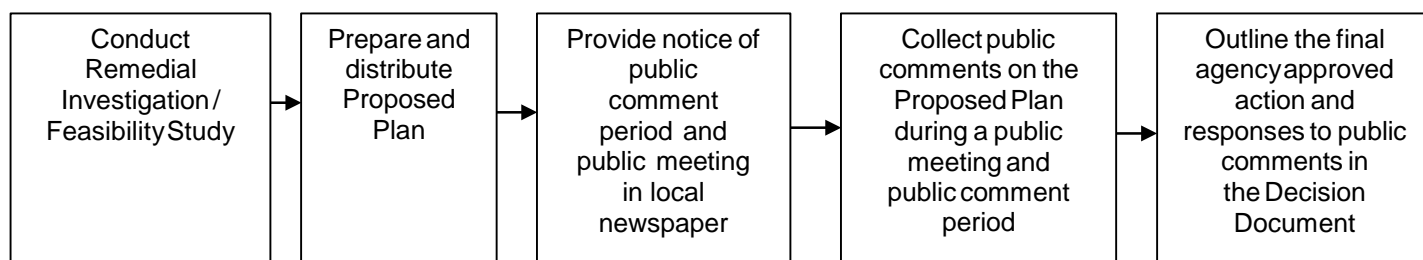 Conduct
Remedial
Investigation /
Feasibility Study
Prepare and
distribute
Proposed
Plan
Provide notice of
public
comment
period and
public meeting
in local
newspaper
Collect public
comments on the
Proposed Plan
during a public
meeting and
public comment
period
Outline the final
agency approved
action and
responses to public
comments in
the Decision
Document